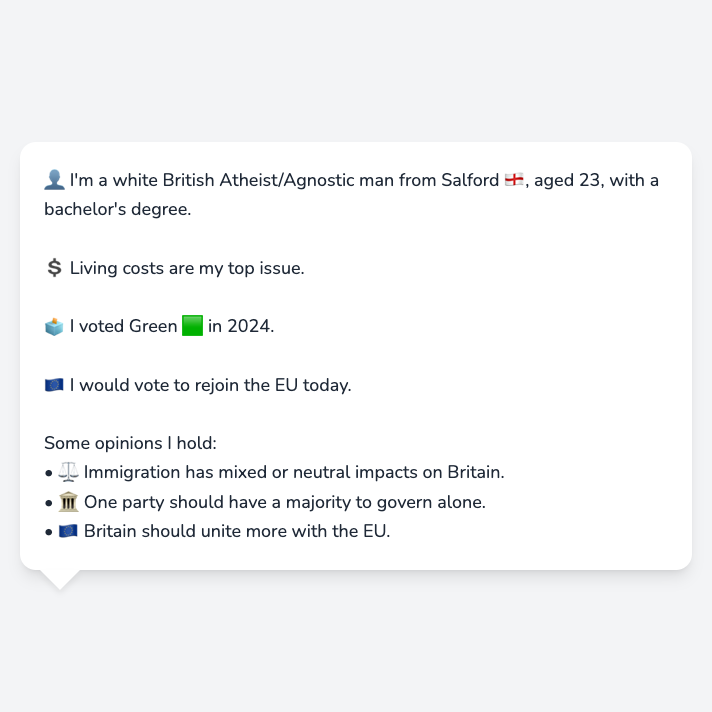 👤 I'm a white British Atheist/Agnostic man from Salford 🏴󠁧󠁢󠁥󠁮󠁧󠁿, aged 23, with a
bachelor's degree.
💲 Living costs are my top issue.
🗳️ I voted Green 🟩 in 2024.
🇪🇺 I would vote to rejoin the EU today.
Some opinions I hold:
• ⚖️ Immigration has mixed or neutral impacts on Britain.
• 🏛️ One party should have a majority to govern alone.
• 🇪🇺 Britain should unite more with the EU.